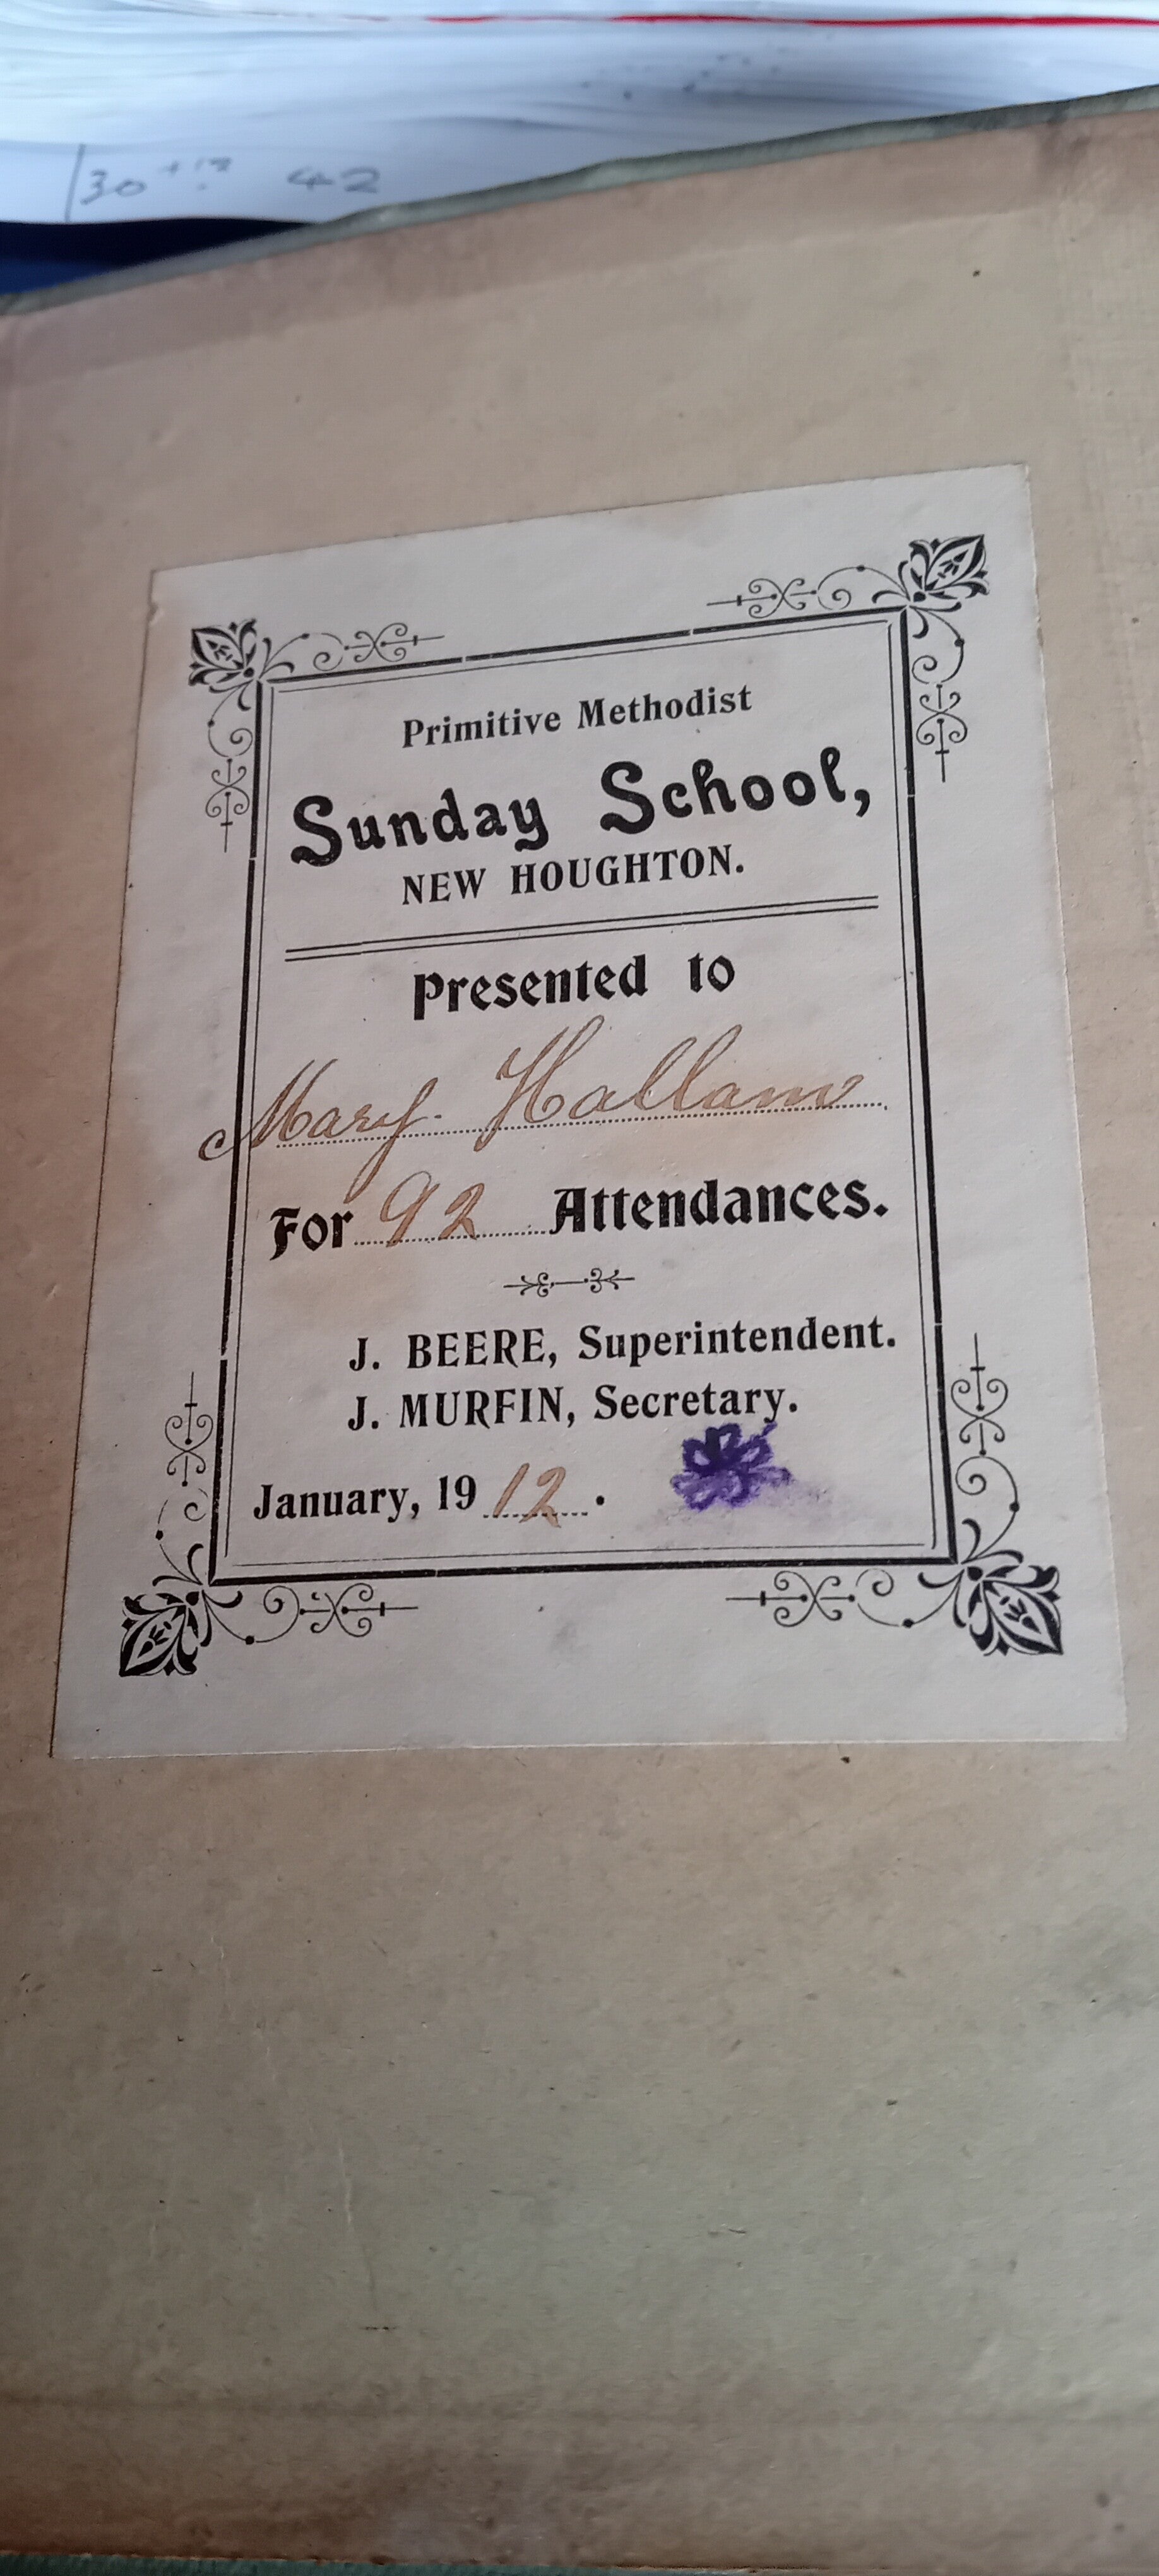 30 +12 42
Primitive Methodist
Sunday School,
NEW HOUGHTON.
Presented to
Mary Hallam
For 92 Attendances.
J. BEERE, Superintendent.
J. MURFIN, Secretary.
January, 1912.